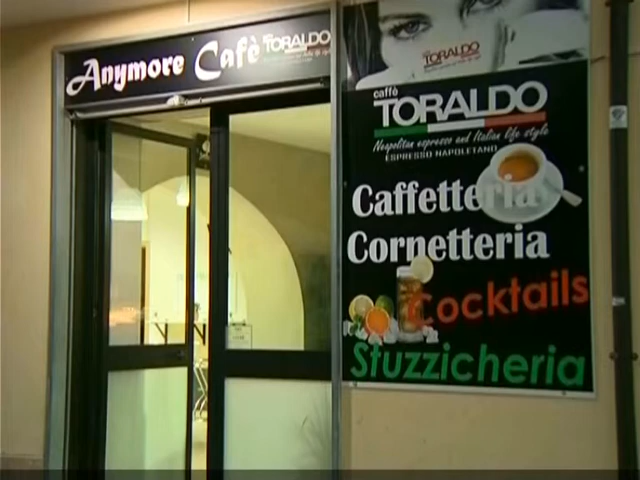 Anymore Cafè
TORALDO
TORALDO
caffè
TORALDO
Neapolitan espresso and Italian life style
ESPRESSO NAPOLETANO
Caffetteria
Cornetteria
Cocktails
Stuzzicheria